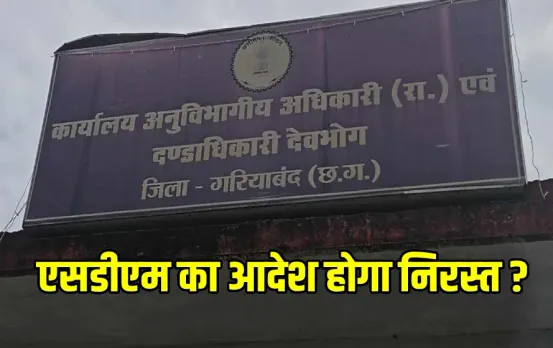 कार्यालय अनुविभागीय अधिकारी (रा.) एवं
दण्डाधिकारी देवभोग
जिला - गरियाबंद (छ.ग.)
एसडीएम का आदेश होगा निरस्त ?